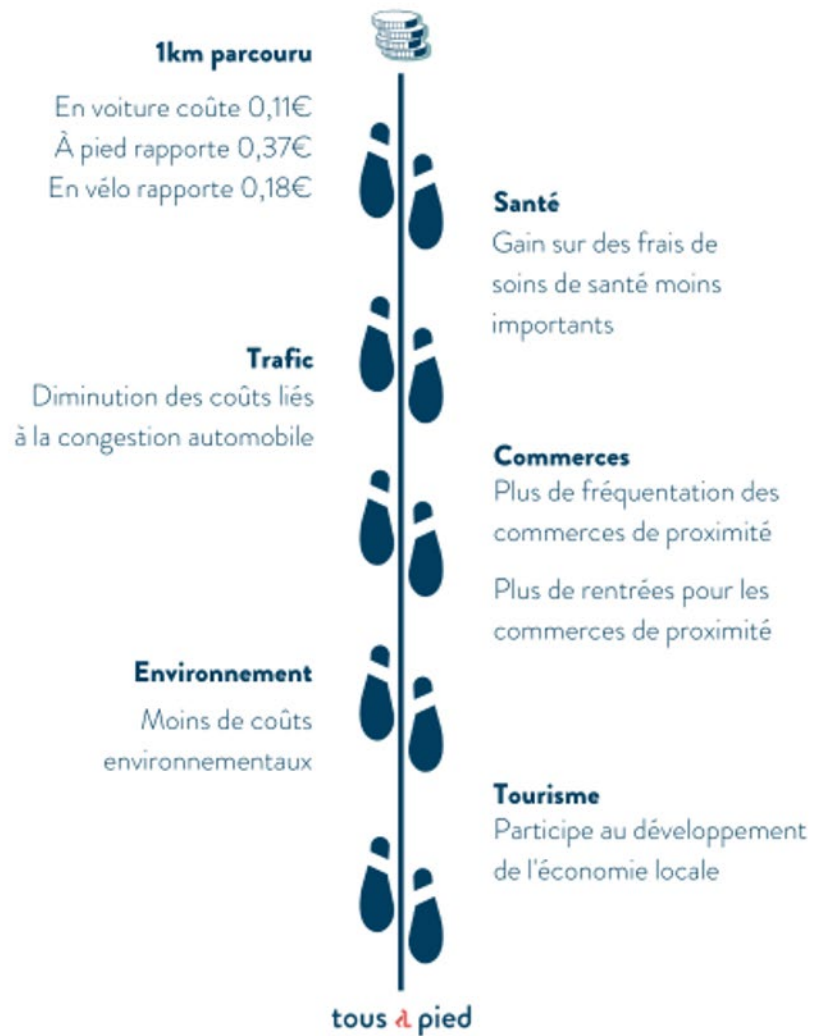 1km parcouru
En voiture coûte 0,11€
À pied rapporte 0,37€
En vélo rapporte 0,18€
Santé
Gain sur des frais de
soins de santé moins
importants
Trafic
Diminution des coûts liés
à la congestion automobile
Commerces
Plus de fréquentation des
commerces de proximité
Plus de rentrées pour les
commerces de proximité
Environnement
Moins de coûts
environnementaux
Tourisme
Participe au développement
de l'économie locale
tous à pied